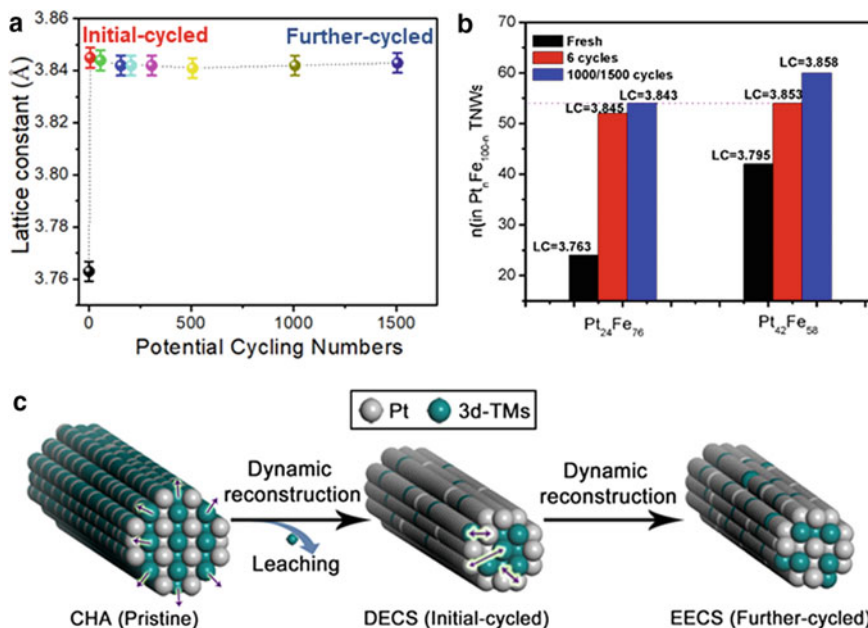 a
Initial-cycled
Further-cycled
3.86
3.84
3.82
3.80
3.78
3.76
Lattice constant (Å)
0
500
1000
1500
Potential Cycling Numbers
b
Fresh
6 cycles
1000/1500 cycles
LC=3.763
LC=3.845
LC=3.843
LC=3.795
LC=3.853
LC=3.858
60
50
40
30
20
n(in PtnFe100-n TNWs
Pt24Fe76
Pt42Fe58
c
Pt
3d-TMs
Dynamic
reconstruction
Leaching
Dynamic
reconstruction
CHA (Pristine)
DECS (Initial-cycled)
EECS (Further-cycled)